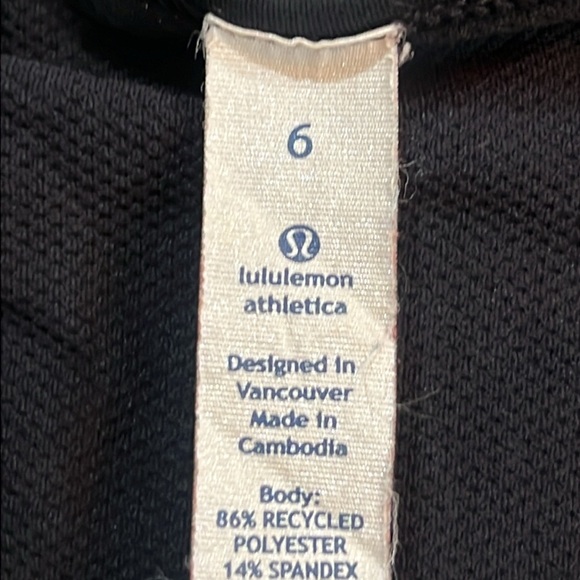 6
lululemon
athletica
Designed in
Vancouver
Made in
Cambodia
Body:
86% RECYCLED
POLYESTER
14% SPANDEX